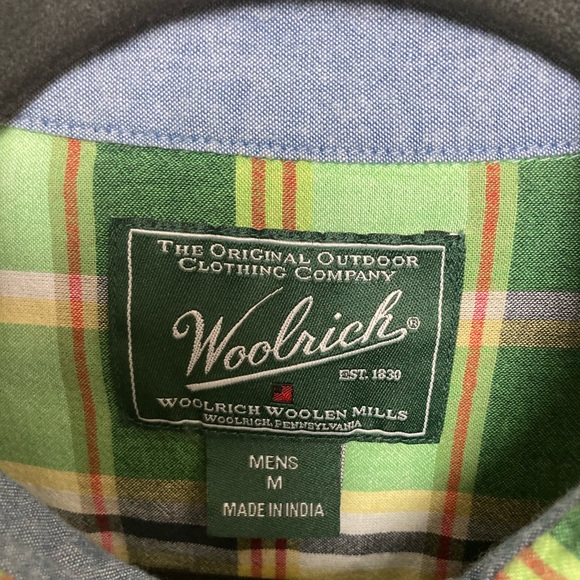 The Original Outdoor
Clothing Company
Woolrich®
Est. 1830
Woolrich Woolen Mills
Woolrich, Pennsylvania
MENS
M
MADE IN INDIA